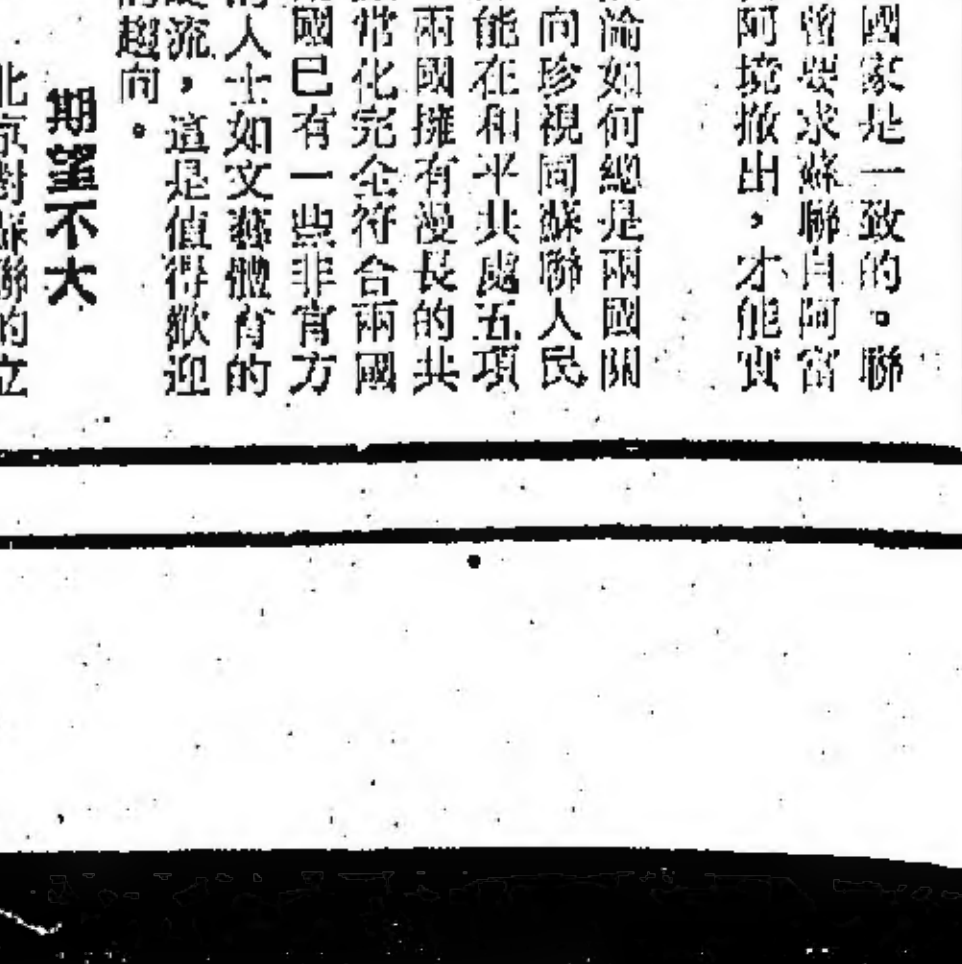 國家是一致的。聯
曾要求蘇聯自阿富
阿境撤出，才能實
論如何總是兩國關
向珍視同蘇聯人民
能在和平共處五項
兩國擁有漫長的共
常化完全符合兩國
國已有一些非官方
人士如文藝體育的
流，這是值得歡迎
的趨向。
期望不大
北京對蘇聯的立